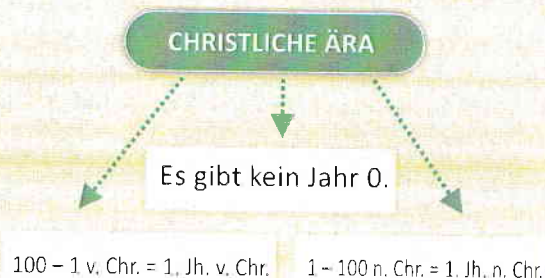 CHRISTLICHE ÄRA
Es gibt kein Jahr 0.
100 – 1 v. Chr. = 1. Jh. v. Chr.
1 – 100 n. Chr. = 1. Jh. n. Chr.